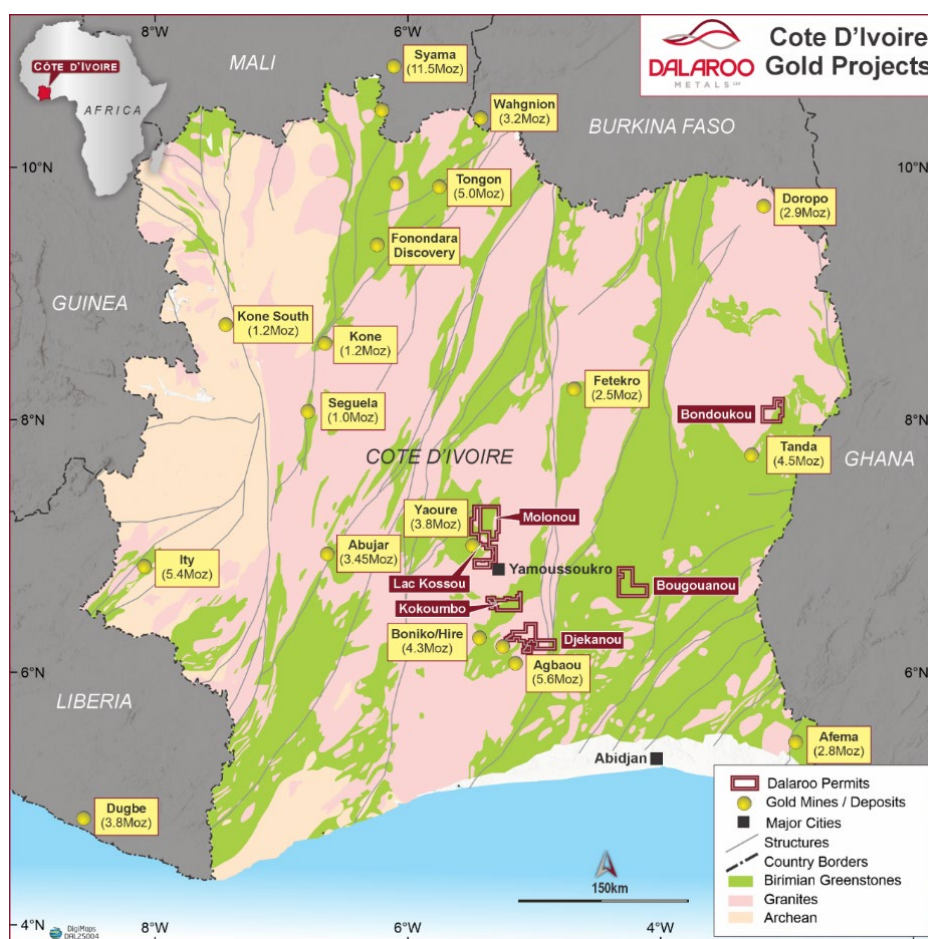 8°W
6°W
DALAROO
METALS
Cote D'Ivoire
Gold Projects
CÔTE D'IVOIRE
AFRICA
MALI
Syama
(11.5Moz)
Wahgnion
(3.2Moz)
BURKINA FASO
10°N
10°N
Tongon
(5.0Moz)
Doropo
(2.9Moz)
Fonondara
Discovery
GUINEA
Kone South
(1.2Moz)
Kone
(1.2Moz)
Fetekro
(2.5Moz)
Seguela
(1.0Moz)
Bondoukou
8°N
8°N
COTE D'IVOIRE
Tanda
(4.5Moz)
GHANA
Yaoure
(3.8Moz)
Molonou
Ity
(5.4Moz)
Abujar
(3.45Moz)
Yamoussoukro
Lac Kossou
Bougouanou
Kokoumbo
Boniko/Hire
(4.3Moz)
Djekanou
Agbaou
(5.6Moz)
6°N
6°N
LIBERIA
Afema
(2.8Moz)
Abidjan
Dugbe
(3.8Moz)
Dalaroo Permits
Gold Mines / Deposits
Major Cities
Structures
Country Borders
Birimian Greenstones
Granites
Archean
150km
4°N
DigiMaps
DAL25004
8°W
6°W
4°W